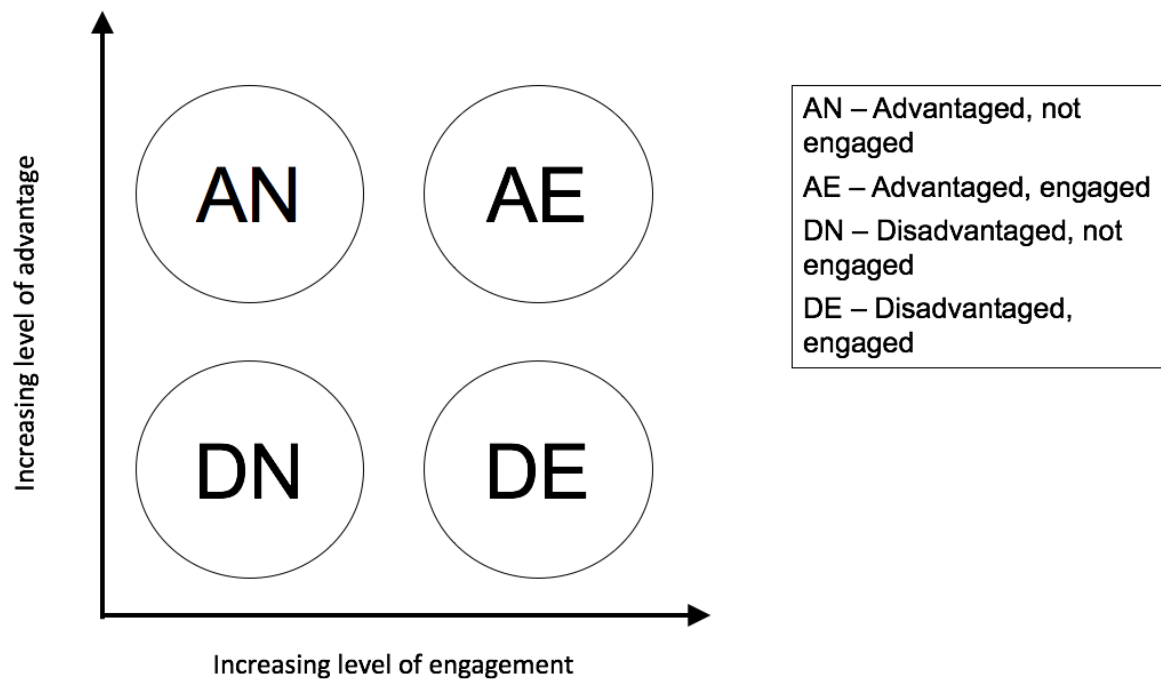 Increasing level of advantage
AN
AE
DN
DE
Increasing level of engagement
AN – Advantaged, not
engaged
AE – Advantaged, engaged
DN – Disadvantaged, not
engaged
DE – Disadvantaged,
engaged